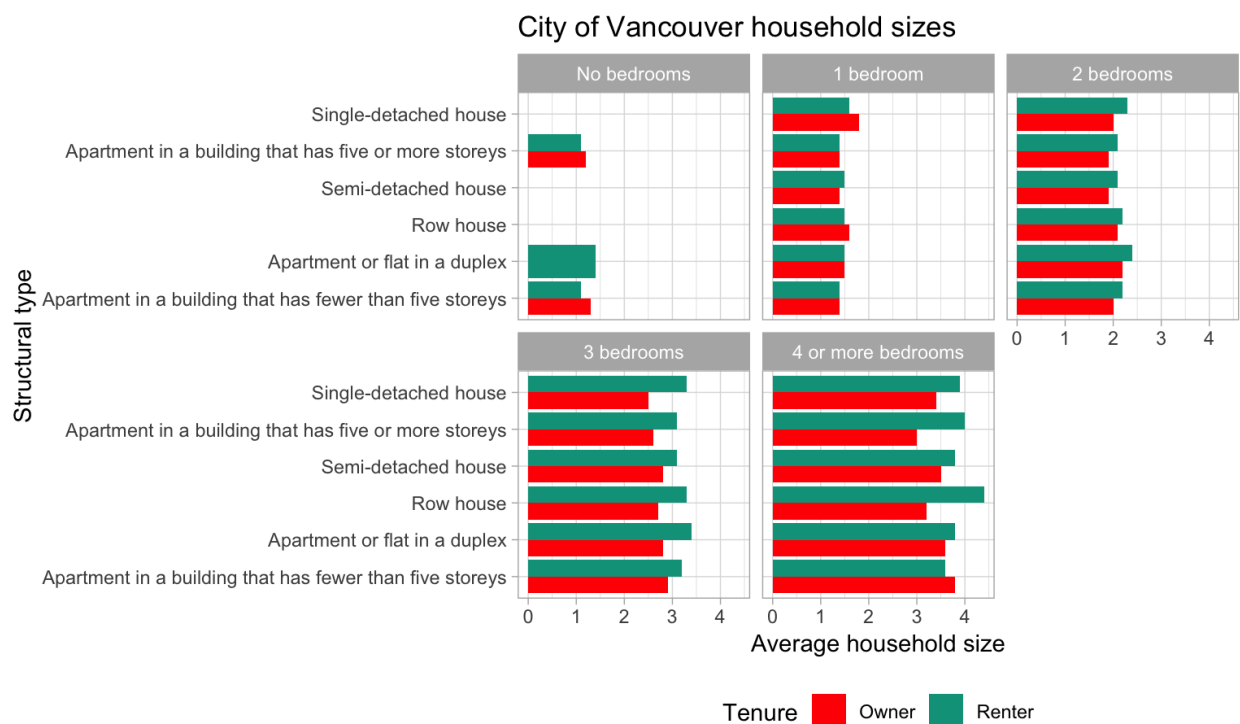 City of Vancouver household sizes
No bedrooms
1 bedroom
2 bedrooms
Structural type
Single-detached house
Apartment in a building that has five or more storeys
Semi-detached house
Row house
Apartment or flat in a duplex
Apartment in a building that has fewer than five storeys
0 1 2 3 4
3 bedrooms
4 or more bedrooms
Single-detached house
Apartment in a building that has five or more storeys
Semi-detached house
Row house
Apartment or flat in a duplex
Apartment in a building that has fewer than five storeys
0 1 2 3 4
0 1 2 3 4
Average household size
Tenure Owner Renter